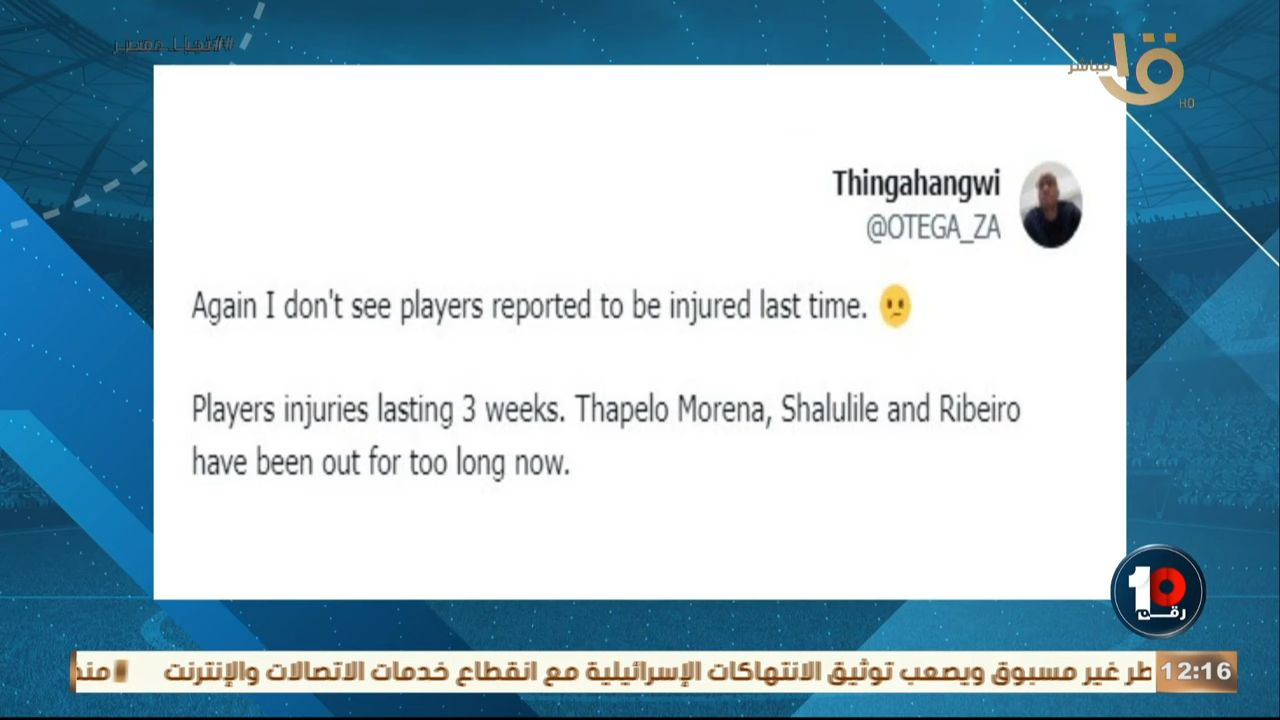 #تحيا_مصر
مباشر
HD
Thingahangwi
@OTEGA_ZA
Again I don't see players reported to be injured last time.
Players injuries lasting 3 weeks. Thapelo Morena, Shalulile and Ribeiro
have been out for too long now.
رقم 10
12:16
طر غير مسبوق ويصعب توثيق الانتهاكات الإسرائيلية مع انقطاع خدمات الاتصالات والإنترنت